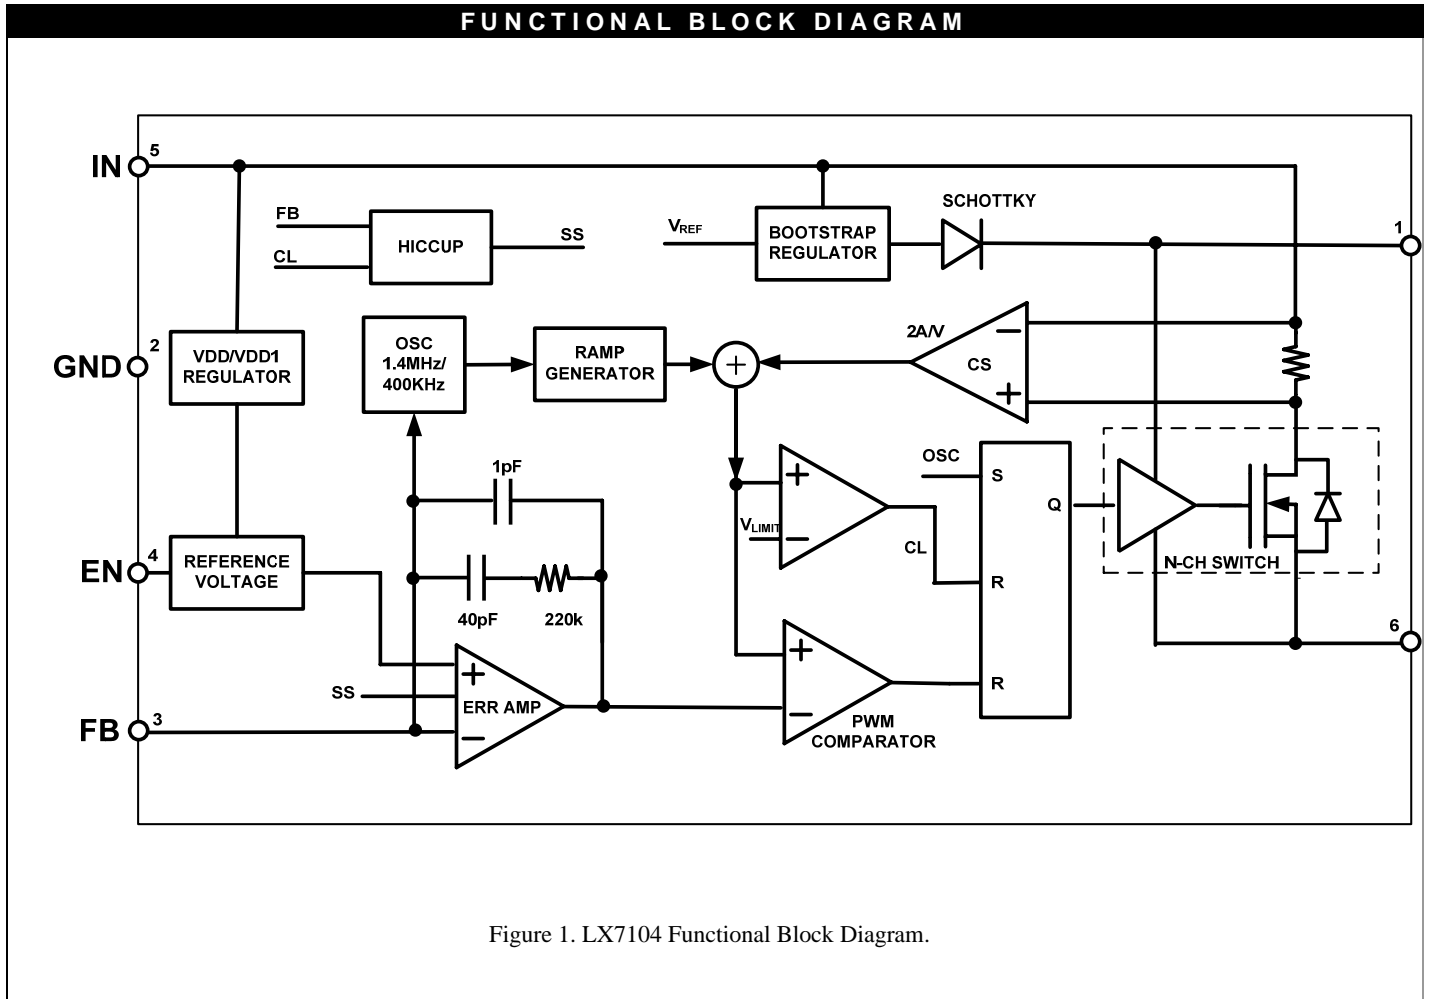 FUNCTIONAL BLOCK DIAGRAM
IN
5
FB
CL
HICCUP
SS
VREF
BOOTSTRAP
REGULATOR
SCHOTTKY
1
GND
2
VDD/VDD1
REGULATOR
OSC
1.4MHz/
400KHz
RAMP
GENERATOR
+
2A/V
−
CS
+
1pF
40pF
220k
EN
4
REFERENCE
VOLTAGE
+
VLIMIT
−
CL
OSC
S
Q
R
R
N-CH SWITCH
6
SS
+
ERR AMP
−
FB
3
+
−
PWM
COMPARATOR
Figure 1. LX7104 Functional Block Diagram.